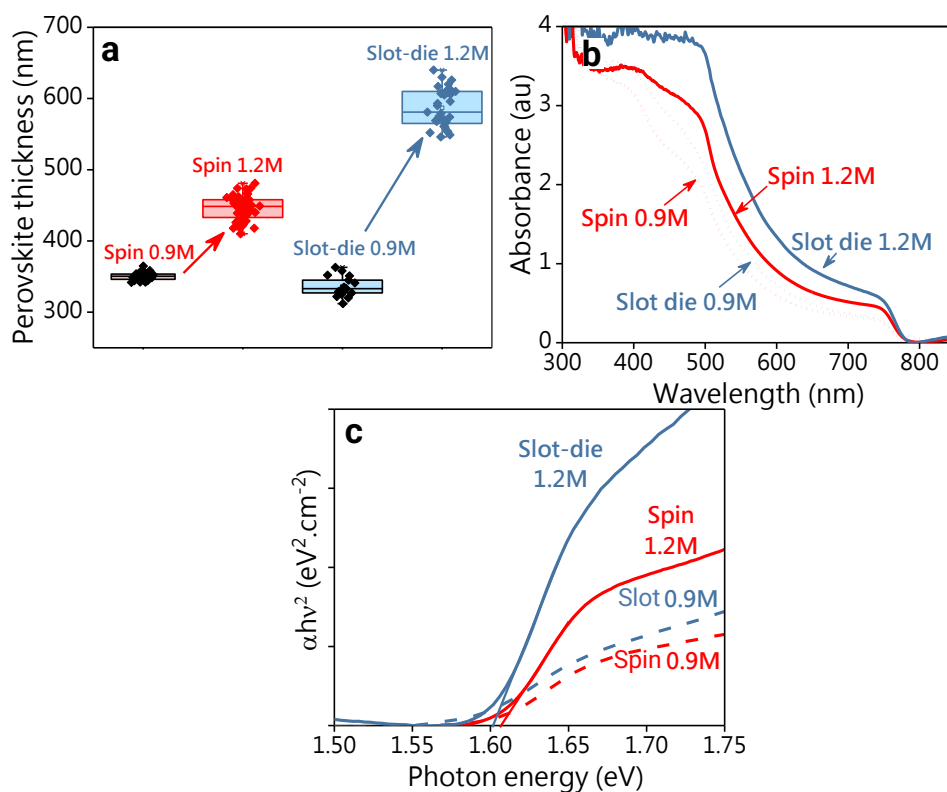 a
Perovskite thickness (nm)
700
600
500
400
300
Spin 0.9M
Spin 1.2M
Slot-die 0.9M
Slot-die 1.2M
b
Absorbance (au)
4
3
2
1
0
Spin 0.9M
Spin 1.2M
Slot die 1.2M
Slot die 0.9M
300 400 500 600 700 800
Wavelength (nm)
c
αhν² (eV².cm⁻²)
Slot-die
1.2M
Spin
1.2M
Slot 0.9M
Spin 0.9M
1.50 1.55 1.60 1.65 1.70 1.75
Photon energy (eV)